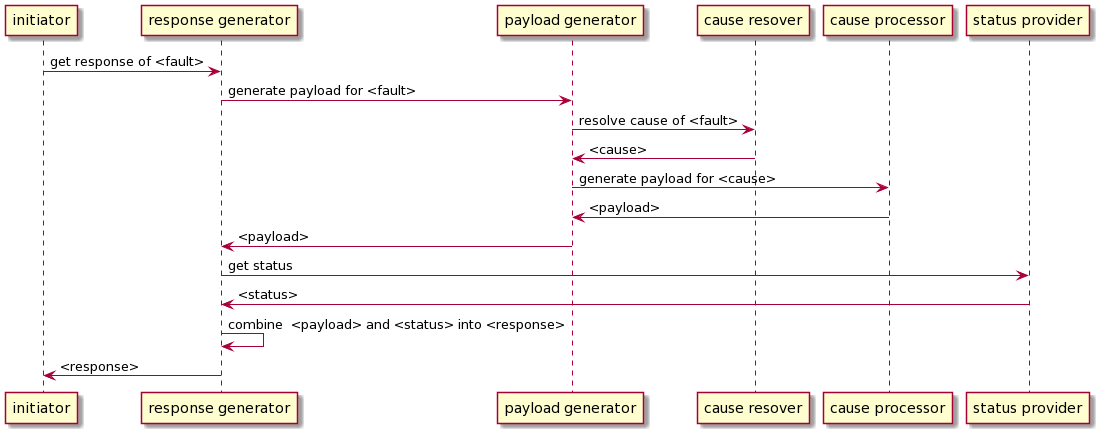 initiator response generator payload generator cause resover cause processor status provider
get response of <fault>
generate payload for <fault>
resolve cause of <fault>
<cause>
generate payload for <cause>
<payload>
<payload>
get status
<status>
combine  <payload> and <status> into <response>
<response>
initiator response generator payload generator cause resover cause processor status provider